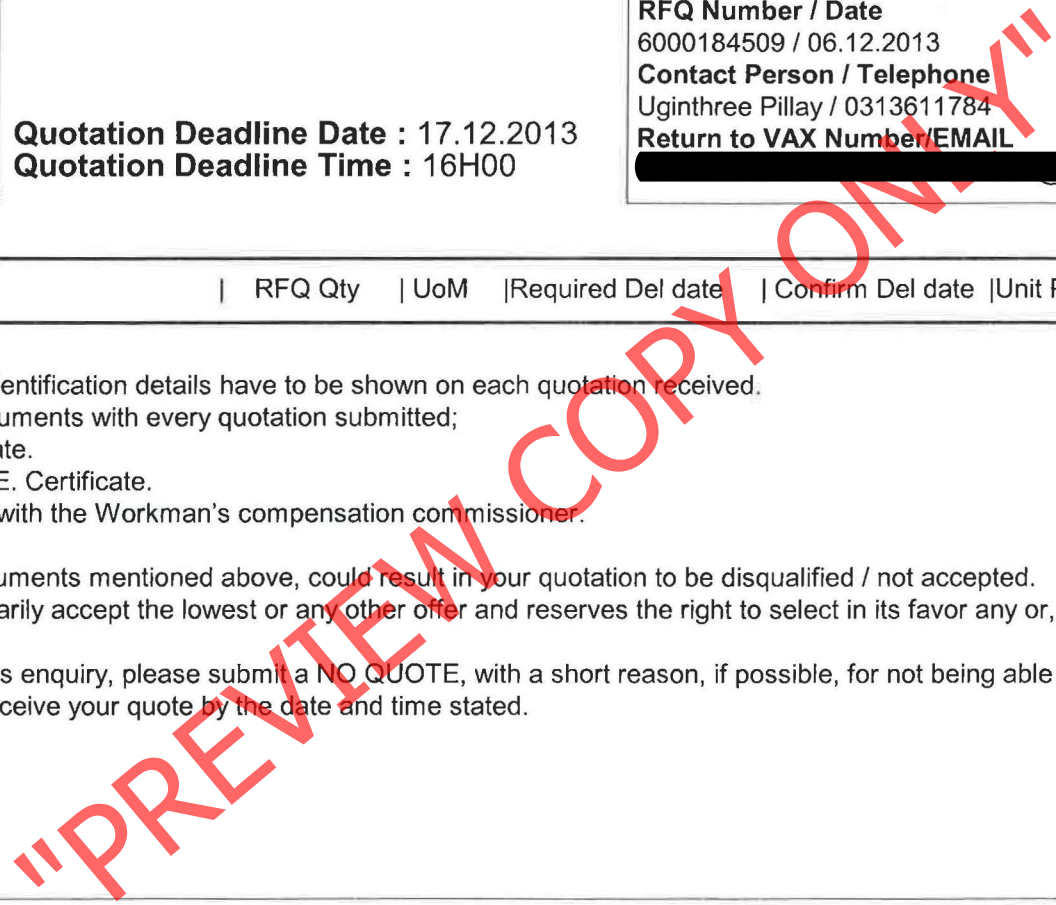 RFQ Number / Date
6000184509 / 06.12.2013
Contact Person / Telephone
Uginthree Pillay / 0313611784
Return to VAX Number/EMAIL
Quotation Deadline Date : 17.12.2013
Quotation Deadline Time : 16H00
| RFQ Qty | UoM |Required Del date | Confirm Del date |Unit
entification details have to be shown on each quotation received.
uments with every quotation submitted;
ate.
E. Certificate.
with the Workman's compensation commissioner.
uments mentioned above, could result in your quotation to be disqualified / not accepted.
arily accept the lowest or any other offer and reserves the right to select in its favor any or,
s enquiry, please submit a NO QUOTE, with a short reason, if possible, for not being able
ceive your quote by the date and time stated.
"PREVIEW COPY ONLY"